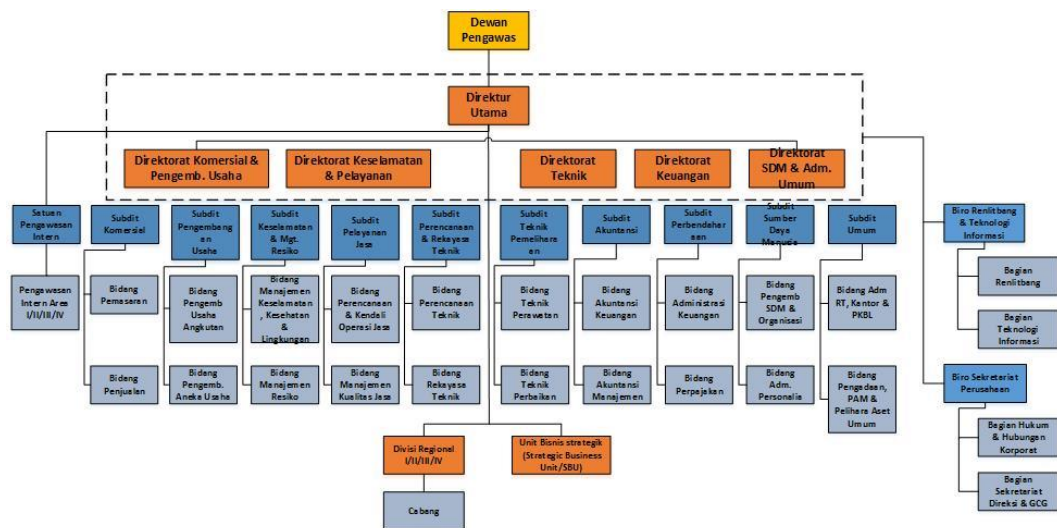 Dewan
Pengawas
Direktur
Utama
Direktorat Komersial &
Pengemb. Usaha
Direktorat Keselamatan
& Pelayanan
Direktorat
Teknik
Direktorat
Keuangan
Direktorat
SDM & Adm.
Umum
Satuan
Pengawasan
Intern
Subdit
Komersial
Subdit
Pengembang
an Usaha
Subdit
Keselamatan
& Mgt.
Resiko
Subdit
Pelayanan
Jasa
Subdit
Perencanaan
& Rekayasa
Teknik
Subdit
Teknik
Pemelihara
an
Subdit
Akuntansi
Subdit
Perbendaha
raan
Subdit
Sumber
Daya
Manusia
Subdit
Umum
Biro Renlitbang
& Teknologi
Informasi
Pengawasan
Intern Area
I/II/III/IV
Bidang
Pemasaran
Bidang
Pengemb
Usaha
Angkutan
Bidang
Manajemen
Keselamatan
, Kesehatan
&
Lingkungan
Bidang
Perencanaan
& Kendali
Operasi Jasa
Bidang
Perencanaan
Teknik
Bidang
Teknik
Perawatan
Bidang
Akuntansi
Keuangan
Bidang
Administrasi
Keuangan
Bidang
Pengemb
SDM &
Organisasi
Bidang Adm
RT, Kantor &
PKBL
Bagian
Renlitbang
Bagian
Teknologi
Informasi
Bidang
Penjualan
Bidang
Pengemb.
Aneka Usaha
Bidang
Manajemen
Resiko
Bidang
Manajemen
Kualitas Jasa
Bidang
Rekayasa
Teknik
Bidang
Teknik
Perbaikan
Bidang
Akuntansi
Manajemen
Bidang
Perpajakan
Bidang
Adm.
Personalia
Bidang
Pengadaan,
PAM &
Pelihara Aset
Umum
Biro Sekretariat
Perusahaan
Bagian Hukum
& Hubungan
Korporat
Bagian
Sekretariat
Direksi & GCG
Divisi Regional
I/II/III/IV
Unit Bisnis strategik
(Strategic Business
Unit/SBU)
Cabang